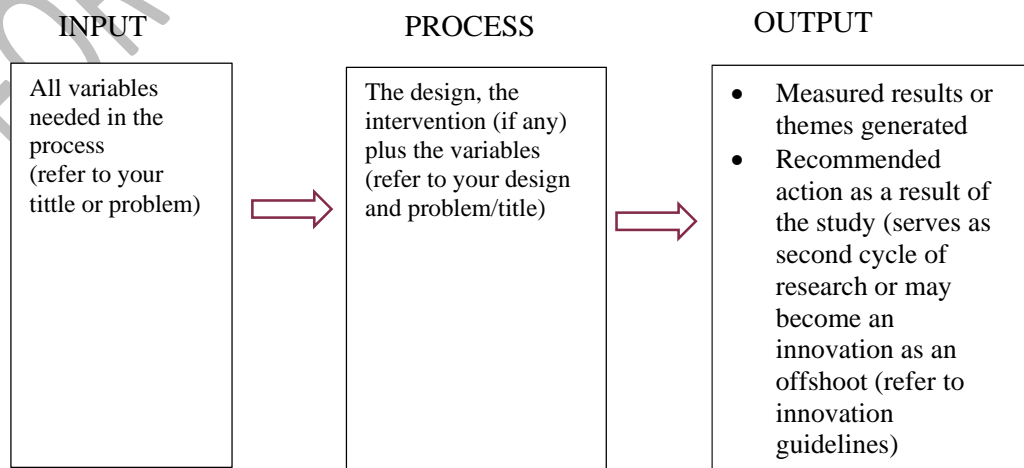 INPUT
PROCESS
OUTPUT
All variables
needed in the
process
(refer to your
tittle or problem)
The design, the
intervention (if any)
plus the variables
(refer to your design
and problem/title)
• Measured results or
themes generated
• Recommended
action as a result of
the study (serves as
second cycle of
research or may
become an
innovation as an
offshoot (refer to
innovation
guidelines)